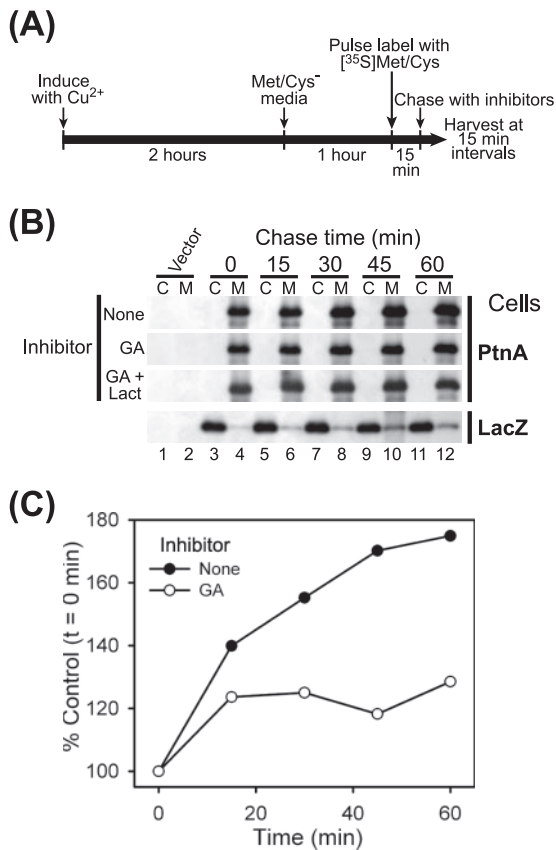 (A)
Pulse label with
[35S]Met/Cys
Induce
with Cu2+
Met/Cys-
media
Chase with inhibitors
2 hours
1 hour
15
min
Harvest at
15 min
intervals
(B)
Vector
Chase time (min)
0 15 30 45 60
C M C M C M C M C M C M
Cells
Inhibitor
None
GA
GA +
Lact
PtnA
LacZ
1 2 3 4 5 6 7 8 9 10 11 12
(C)
180
160
140
120
100
% Control (t = 0 min)
Inhibitor
None
GA
0 20 40 60
Time (min)